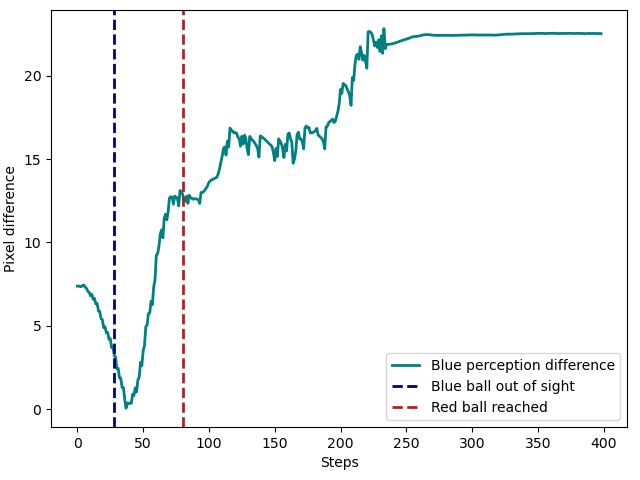 20
15
10
5
0
Pixel difference
0 50 100 150 200 250 300 350 400
Steps
Blue perception difference
Blue ball out of sight
Red ball reached